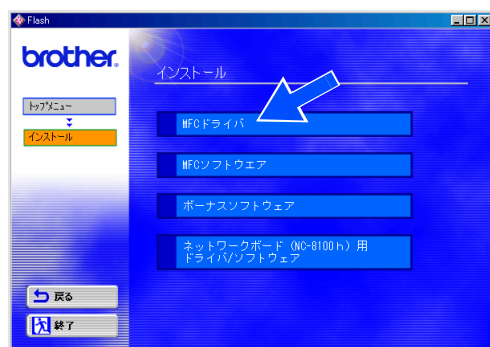 Flash
brother.
インストール
トップメニュー
インストール
MFCドライバ
MFCソフトウエア
ボーナスソフトウェア
ネットワークボード (NC-8100h) 用
ドライバ/ソフトウェア
戻る
終了